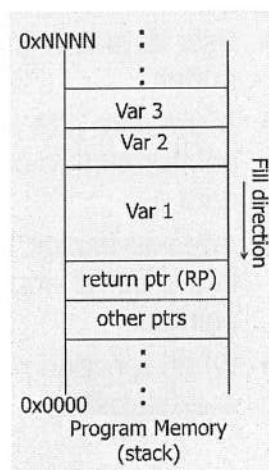 0xNNNN
Var 3
Var 2
Var 1
Fill direction
return ptr (RP)
other ptrs
0x0000
Program Memory
(stack)